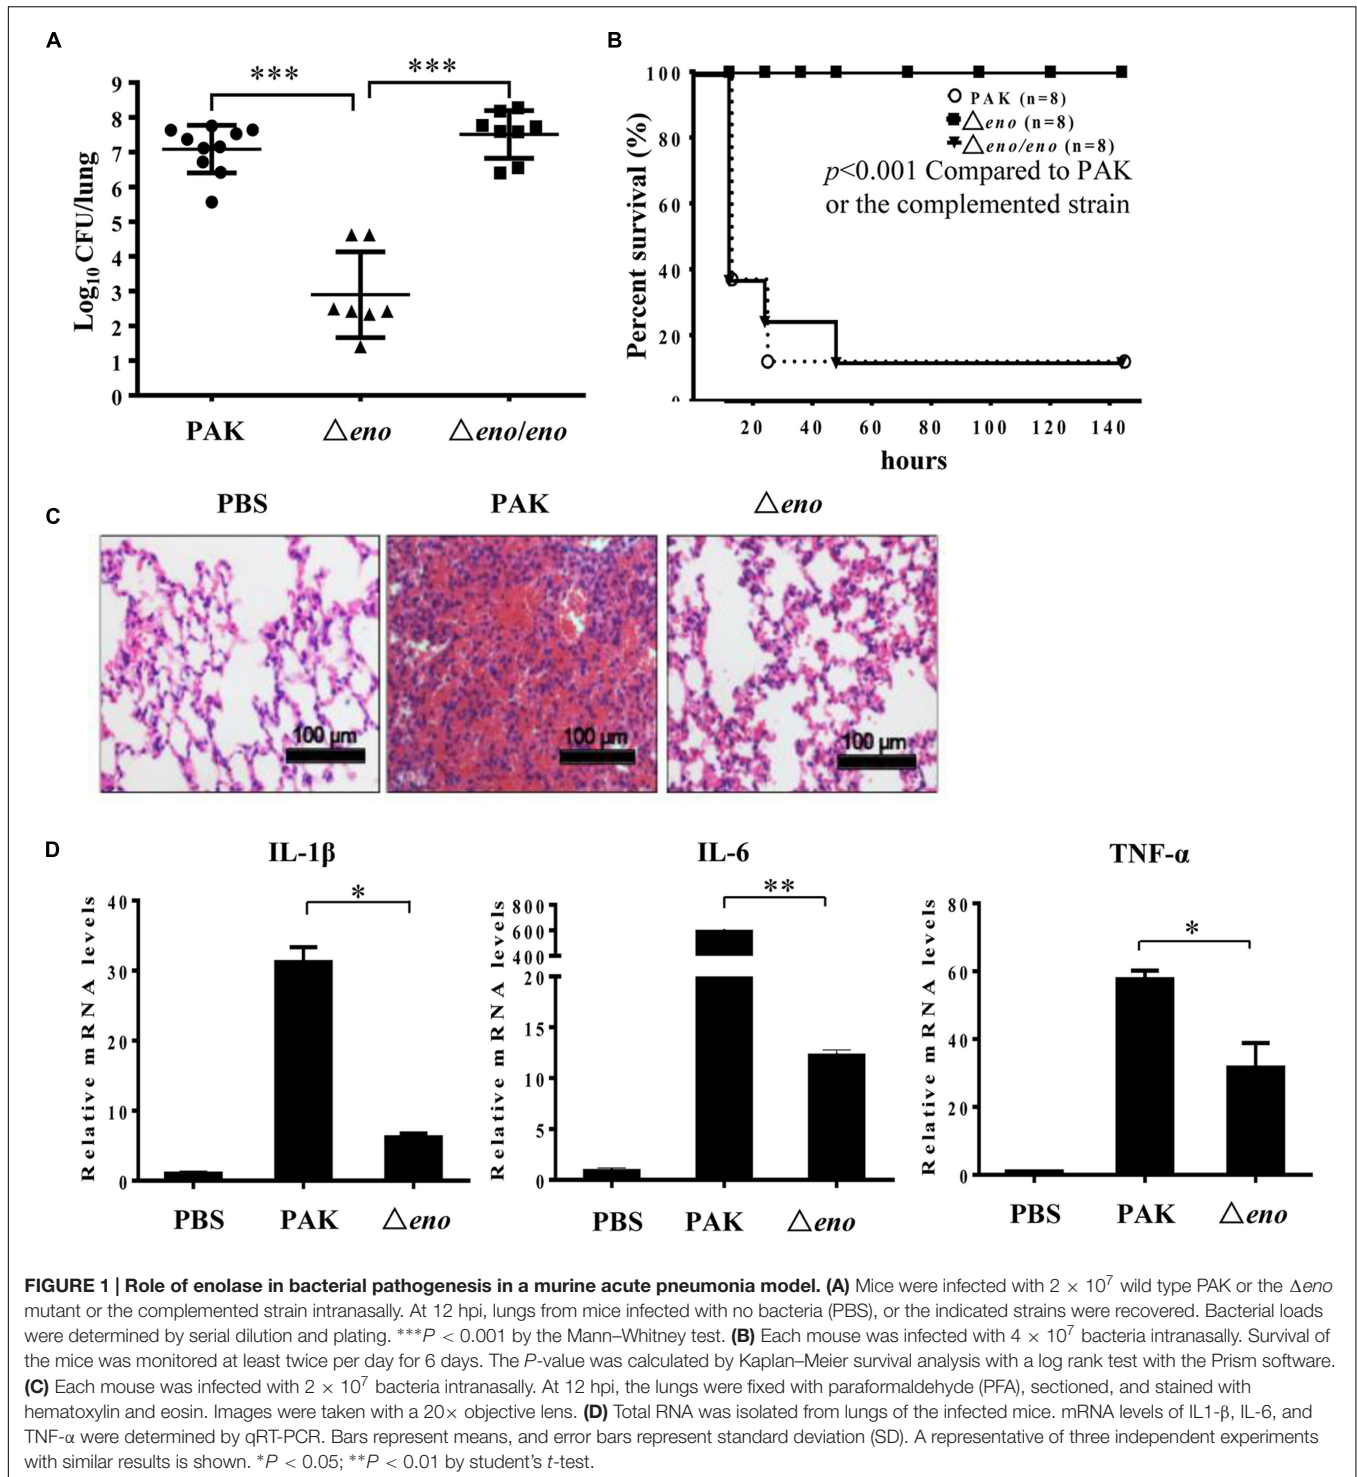 A
***
***
9
8
7
6
5
4
3
2
1
0
Log10 CFU/lung
PAK
△eno
△eno/eno
B
100
80
60
40
20
Percent survival (%)
PAK (n=8)
△eno (n=8)
△eno/eno (n=8)
p<0.001 Compared to PAK
or the complemented strain
20 40 60 80 100 120 140
hours
C
PBS
PAK
△eno
100 µm
100 µm
100 µm
D
IL-1β
*
40
30
20
10
0
Relative mRNA levels
PBS
PAK
△eno
IL-6
**
800
600
400
20
15
10
5
0
Relative mRNA levels
PBS
PAK
△eno
TNF-α
*
80
60
40
20
0
Relative mRNA levels
PBS
PAK
△eno
FIGURE 1 | Role of enolase in bacterial pathogenesis in a murine acute pneumonia model. (A) Mice were infected with 2 × 10⁷ wild type PAK or the Δeno
mutant or the complemented strain intranasally. At 12 hpi, lungs from mice infected with no bacteria (PBS), or the indicated strains were recovered. Bacterial loads
were determined by serial dilution and plating. ***P < 0.001 by the Mann–Whitney test. (B) Each mouse was infected with 4 × 10⁷ bacteria intranasally. Survival of
the mice was monitored at least twice per day for 6 days. The P-value was calculated by Kaplan–Meier survival analysis with a log rank test with the Prism software.
(C) Each mouse was infected with 2 × 10⁷ bacteria intranasally. At 12 hpi, the lungs were fixed with paraformaldehyde (PFA), sectioned, and stained with
hematoxylin and eosin. Images were taken with a 20× objective lens. (D) Total RNA was isolated from lungs of the infected mice. mRNA levels of IL1-β, IL-6, and
TNF-α were determined by qRT-PCR. Bars represent means, and error bars represent standard deviation (SD). A representative of three independent experiments
with similar results is shown. *P < 0.05; **P < 0.01 by student's t-test.